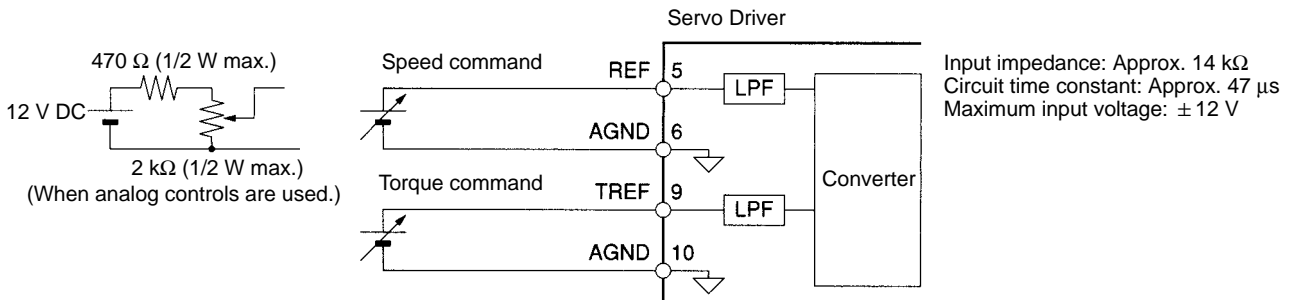 Servo Driver
470 Ω (1/2 W max.)
12 V DC
2 kΩ (1/2 W max.)
(When analog controls are used.)
Speed command
REF 5
AGND 6
Torque command
TREF 9
AGND 10
LPF
LPF
Converter
Input impedance: Approx. 14 kΩ
Circuit time constant: Approx. 47 μs
Maximum input voltage: ± 12 V